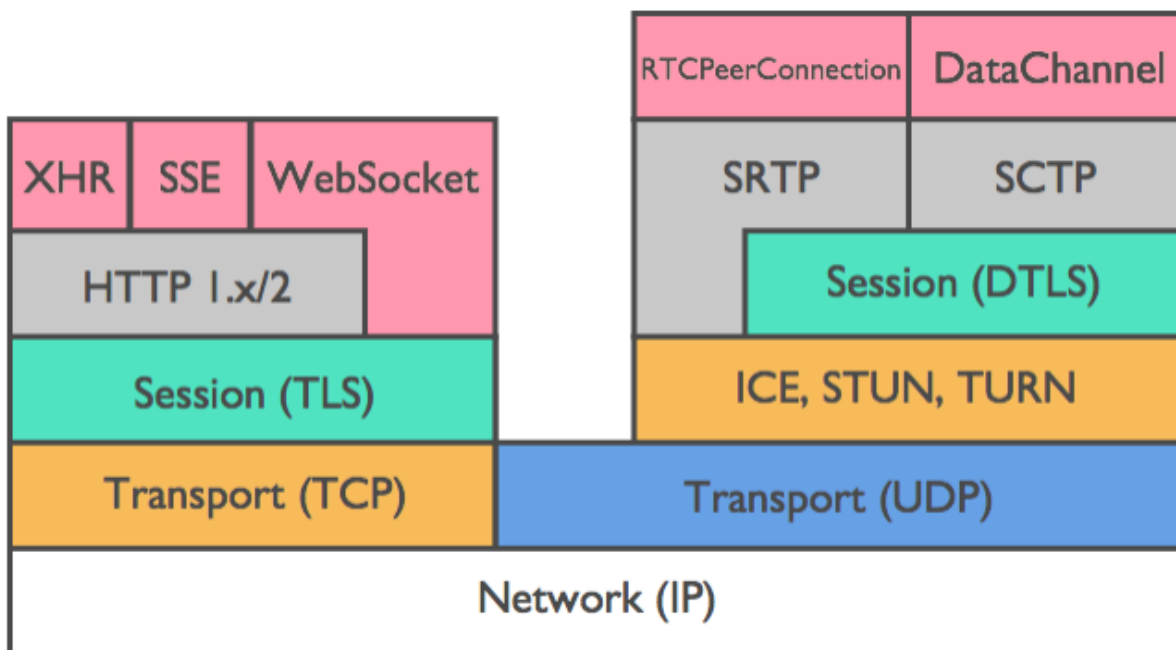 RTCPeerConnection
DataChannel
XHR
SSE
WebSocket
SRTP
SCTP
HTTP 1.x/2
Session (DTLS)
Session (TLS)
ICE, STUN, TURN
Transport (TCP)
Transport (UDP)
Network (IP)